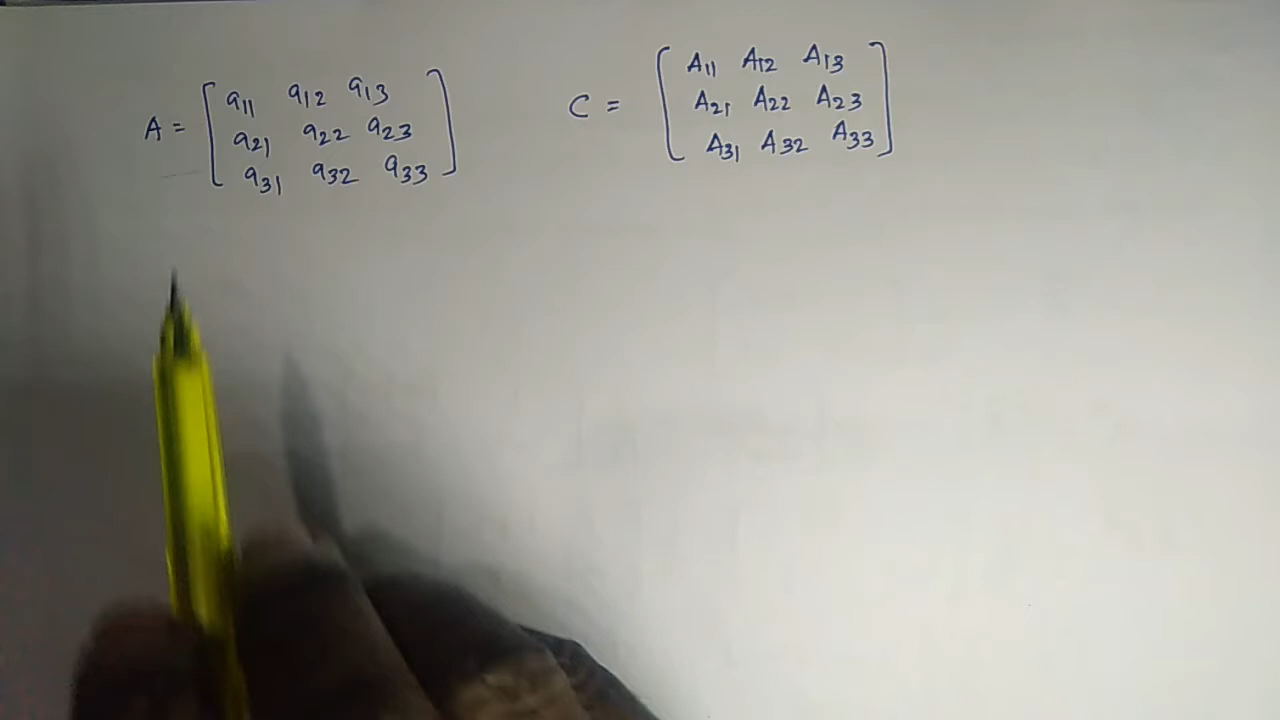 A = [ a11 a12 a13
a21 a22 a23
a31 a32 a33 ]
C = [ A11 A12 A13
A21 A22 A23
A31 A32 A33 ]